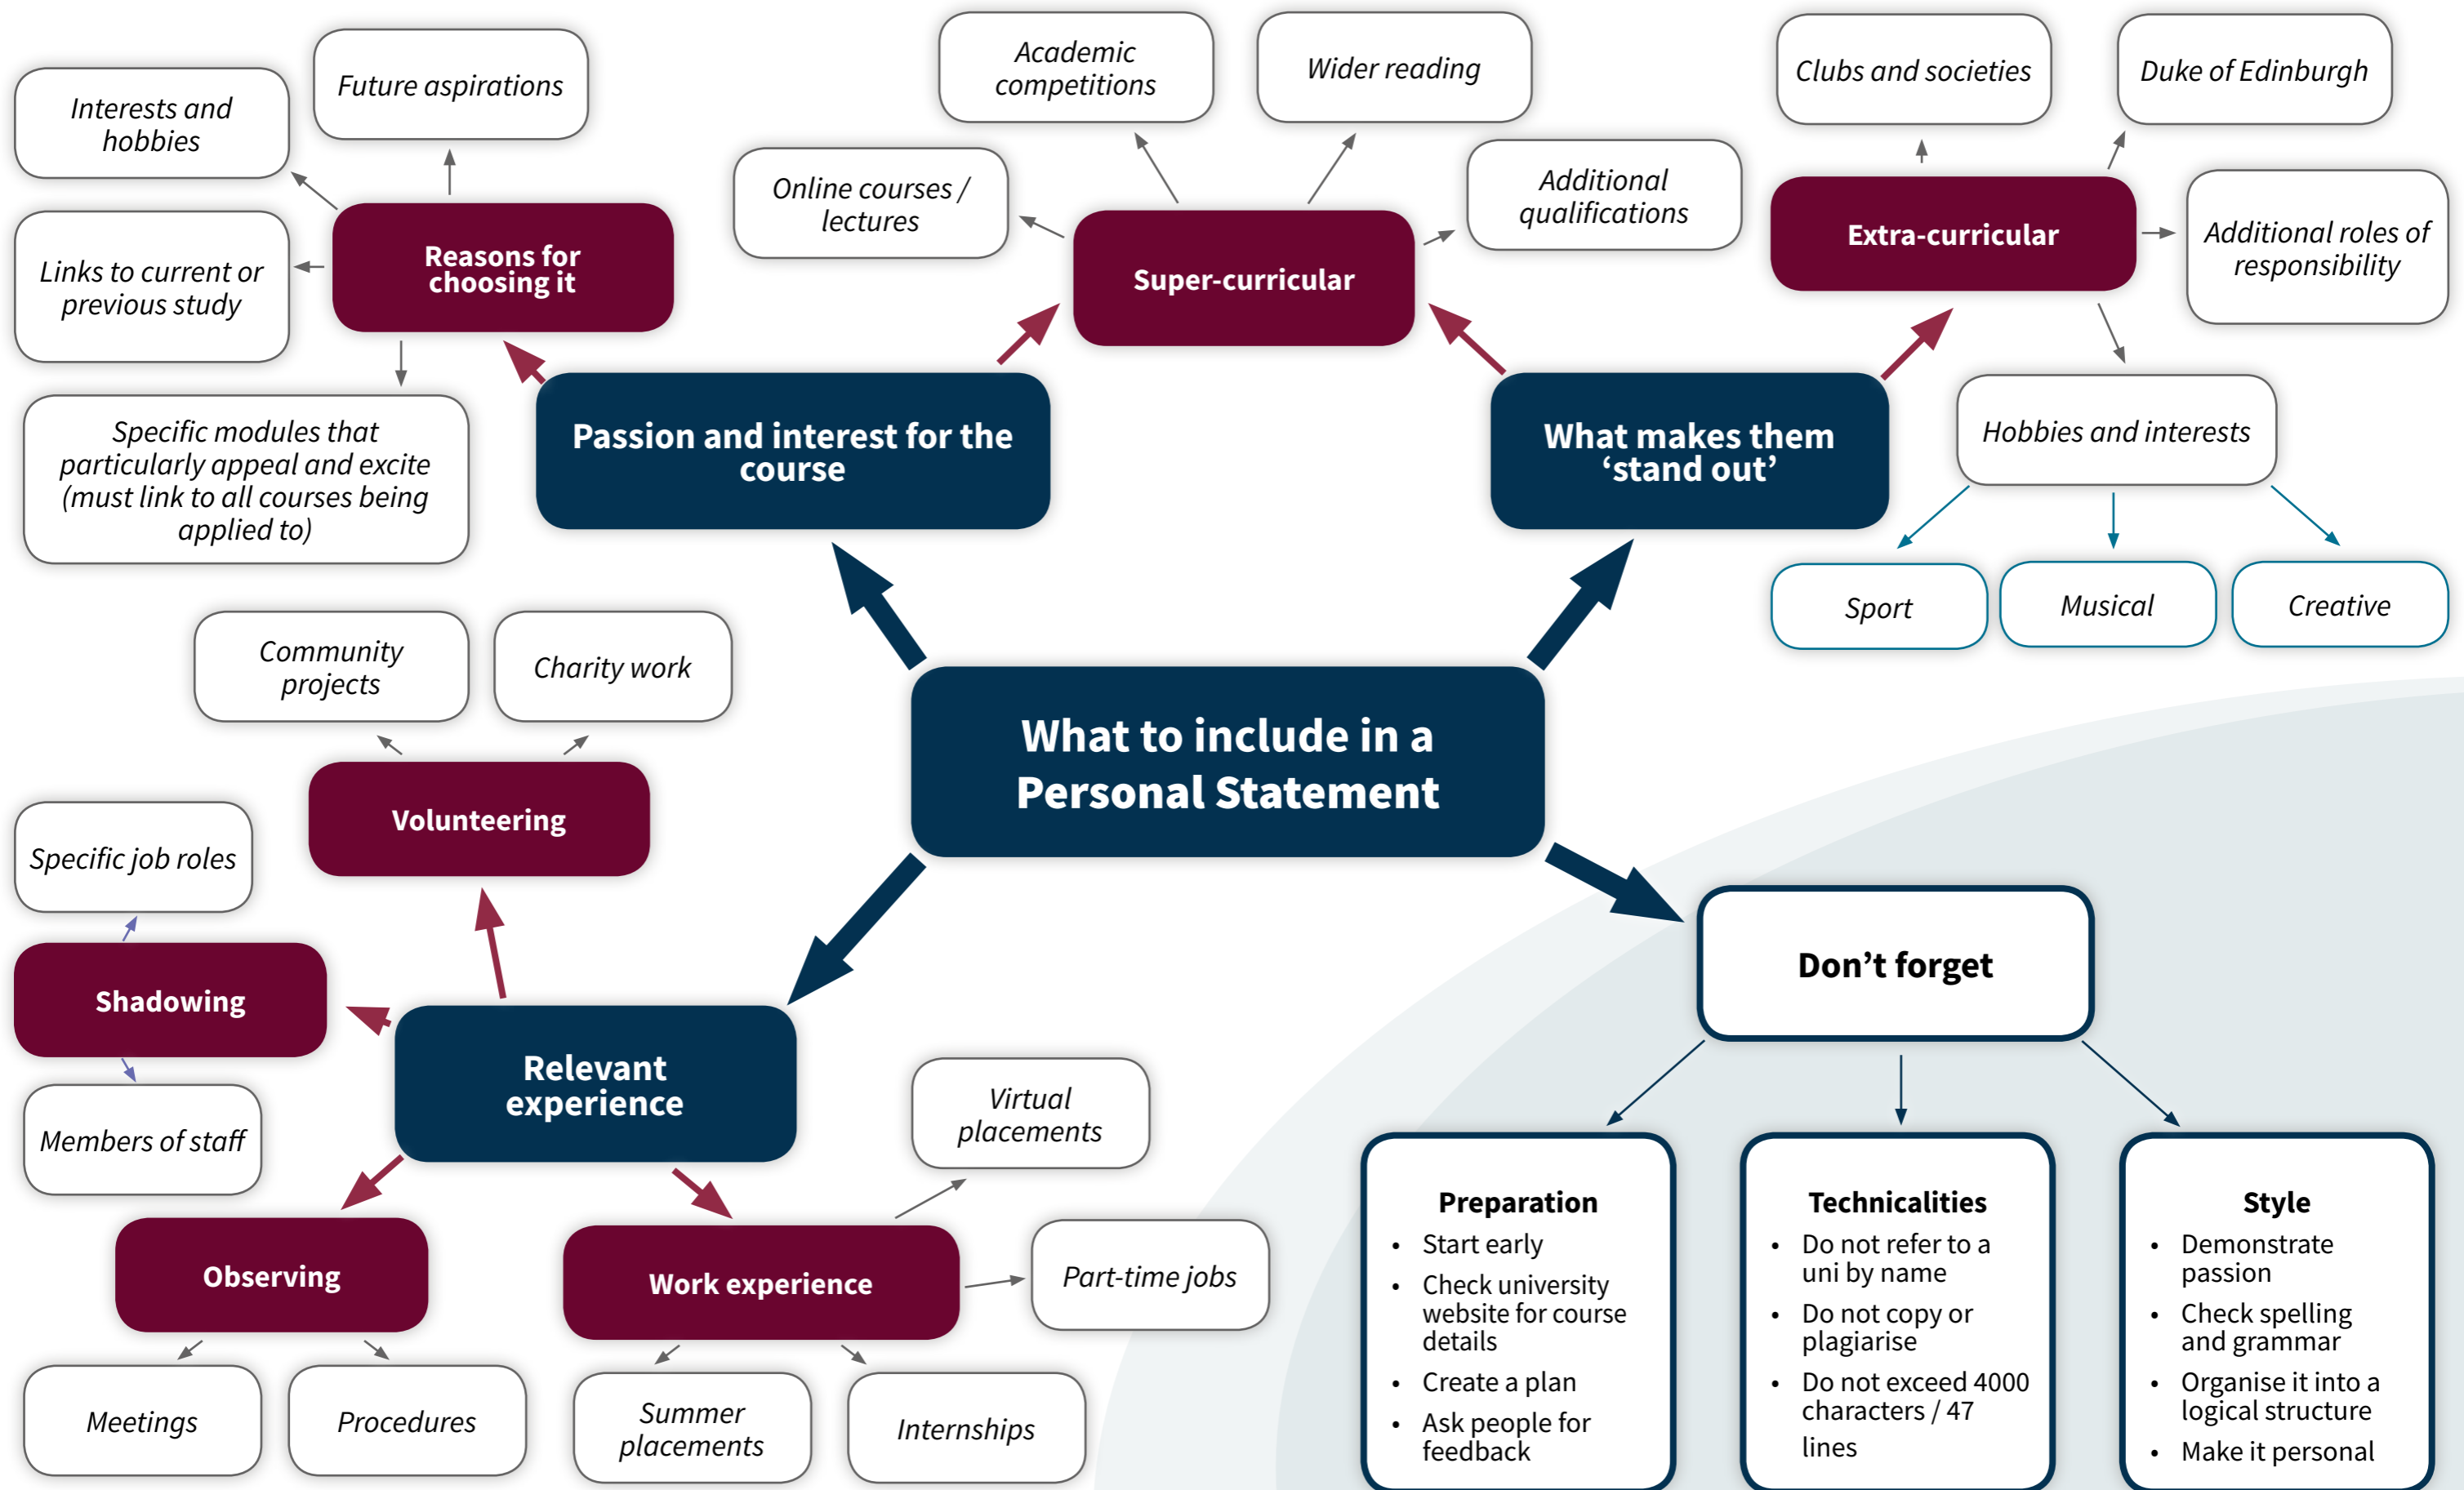 Future aspirations
Interests and
hobbies
Links to current or
previous study
Reasons for
choosing it
Specific modules that
particularly appeal and excite
(must link to all courses being
applied to)
Academic
competitions
Wider reading
Online courses /
lectures
Additional
qualifications
Super-curricular
Clubs and societies
Duke of Edinburgh
Extra-curricular
Additional roles of
responsibility
Hobbies and interests
Sport
Musical
Creative
Passion and interest for the
course
What makes them
‘stand out’
What to include in a
Personal Statement
Community
projects
Charity work
Volunteering
Specific job roles
Shadowing
Members of staff
Relevant
experience
Observing
Meetings
Procedures
Work experience
Virtual
placements
Part-time jobs
Summer
placements
Internships
Don’t forget
Preparation
• Start early
• Check university
website for course
details
• Create a plan
• Ask people for
feedback
Technicalities
• Do not refer to a
uni by name
• Do not copy or
plagiarise
• Do not exceed 4000
characters / 47
lines
Style
• Demonstrate
passion
• Check spelling
and grammar
• Organise it into a
logical structure
• Make it personal